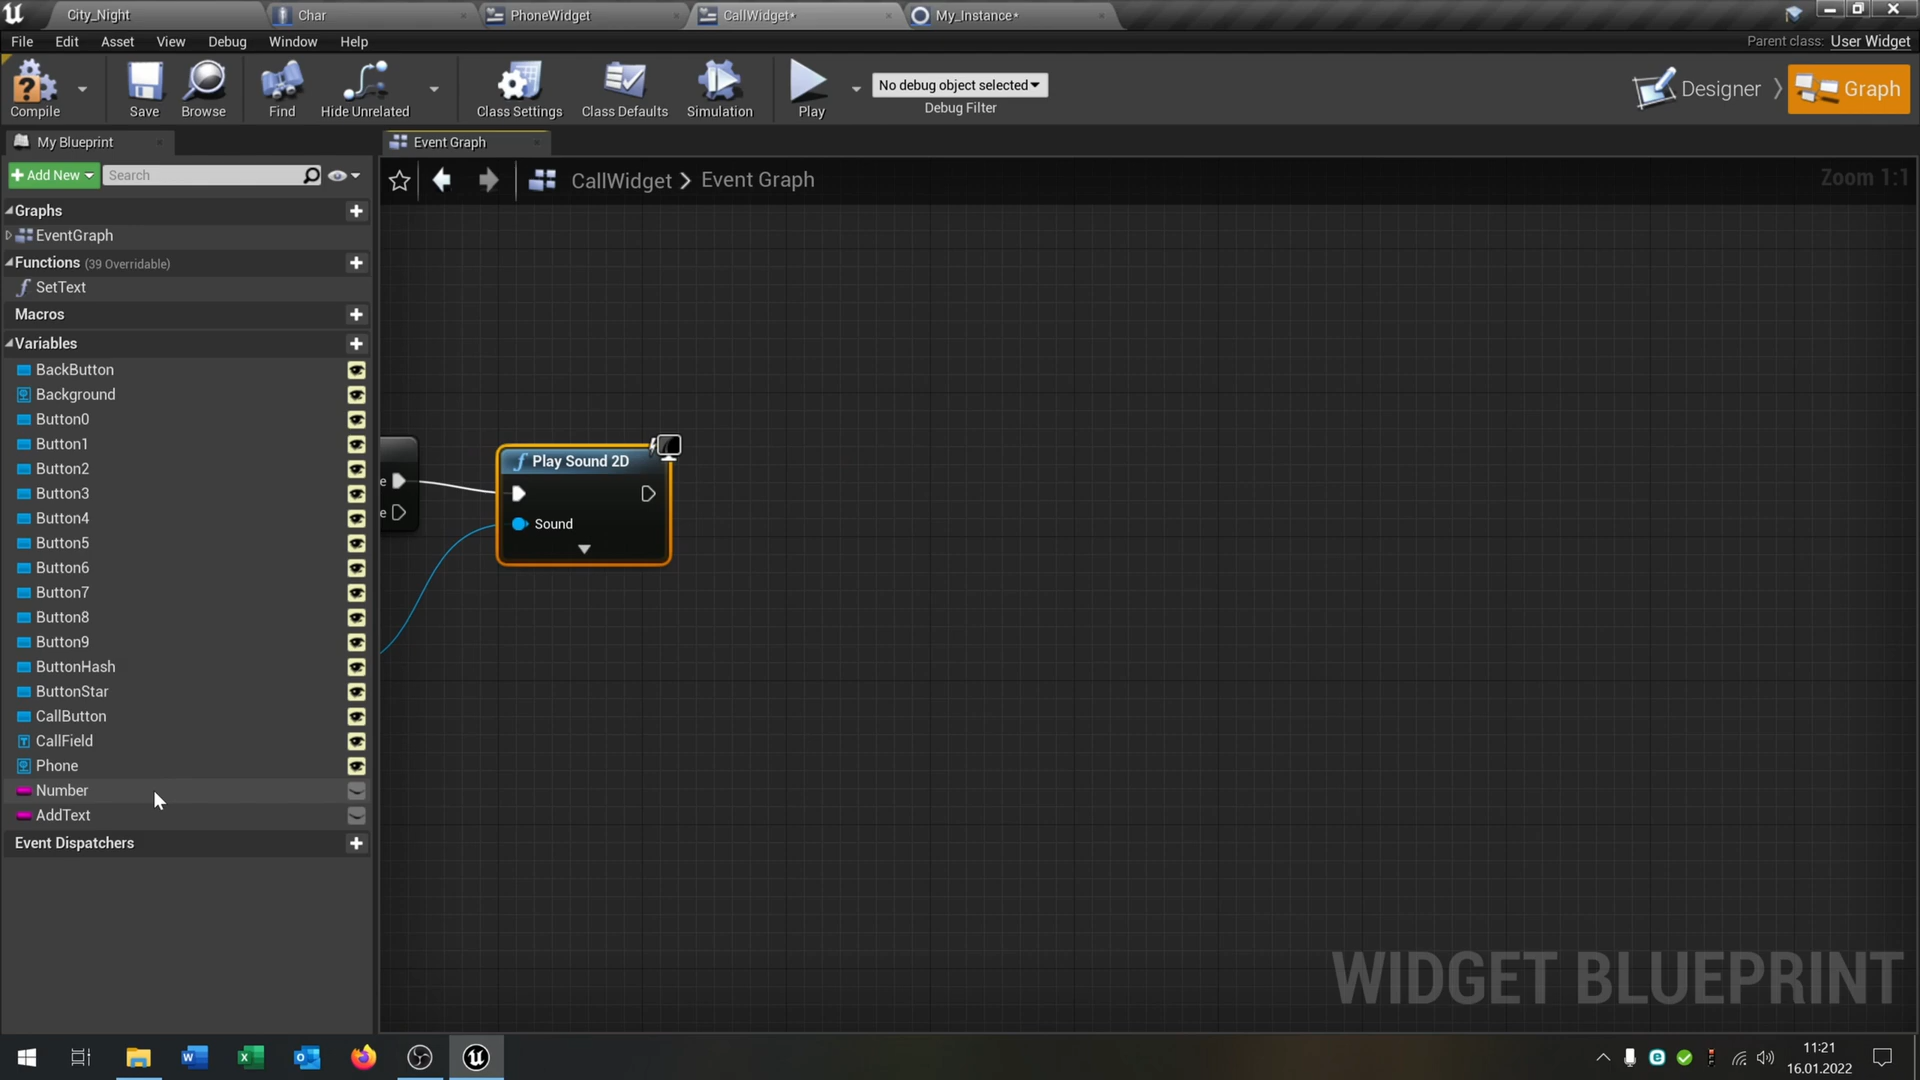 City_Night
Char
PhoneWidget
CallWidget*
My_Instance*
File Edit Asset View Debug Window Help
Parent class: User Widget
Compile
Save
Browse
Find
Hide Unrelated
Class Settings
Class Defaults
Simulation
Play
No debug object selected
Debug Filter
Designer
Graph
My Blueprint
Event Graph
Add New
Search
CallWidget > Event Graph
Zoom 1:1
Graphs
EventGraph
Functions (39 Overridable)
SetText
Macros
Variables
BackButton
Background
Button0
Button1
Button2
Button3
Button4
Button5
Button6
Button7
Button8
Button9
ButtonHash
ButtonStar
CallButton
CallField
Phone
Number
AddText
Event Dispatchers
e
e
f Play Sound 2D
Sound
WIDGET BLUEPRINT
11:21
16.01.2022